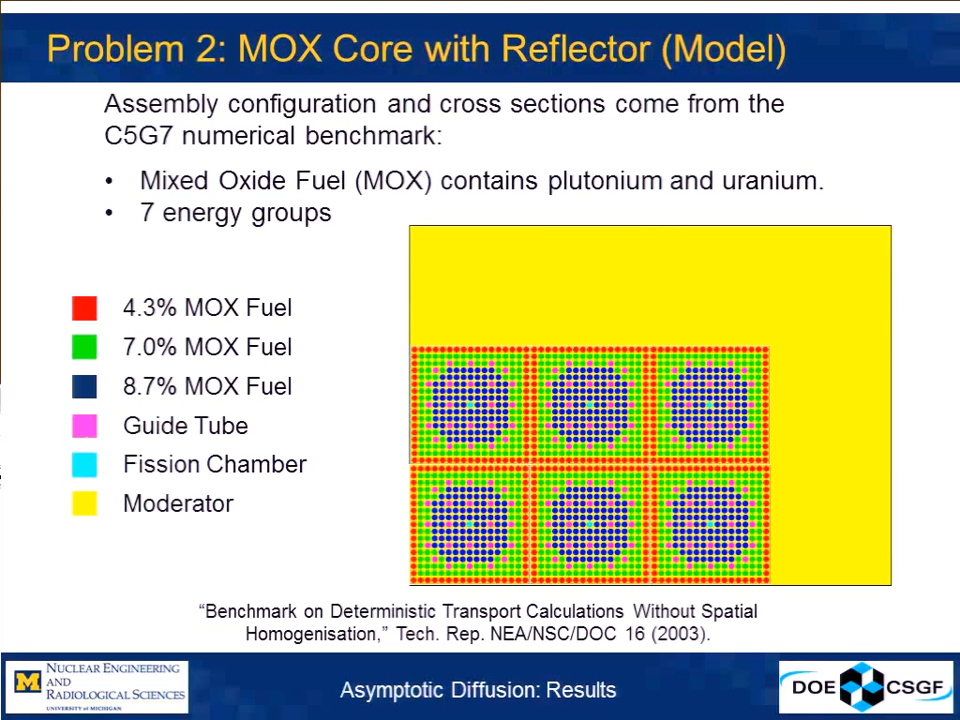 Problem 2: MOX Core with Reflector (Model)
Assembly configuration and cross sections come from the
C5G7 numerical benchmark:
• Mixed Oxide Fuel (MOX) contains plutonium and uranium.
• 7 energy groups
4.3% MOX Fuel
7.0% MOX Fuel
8.7% MOX Fuel
Guide Tube
Fission Chamber
Moderator
“Benchmark on Deterministic Transport Calculations Without Spatial
Homogenisation,” Tech. Rep. NEA/NSC/DOC 16 (2003).
M
NUCLEAR ENGINEERING
AND
RADIOLOGICAL SCIENCES
UNIVERSITY OF MICHIGAN
Asymptotic Diffusion: Results
DOE CSGF